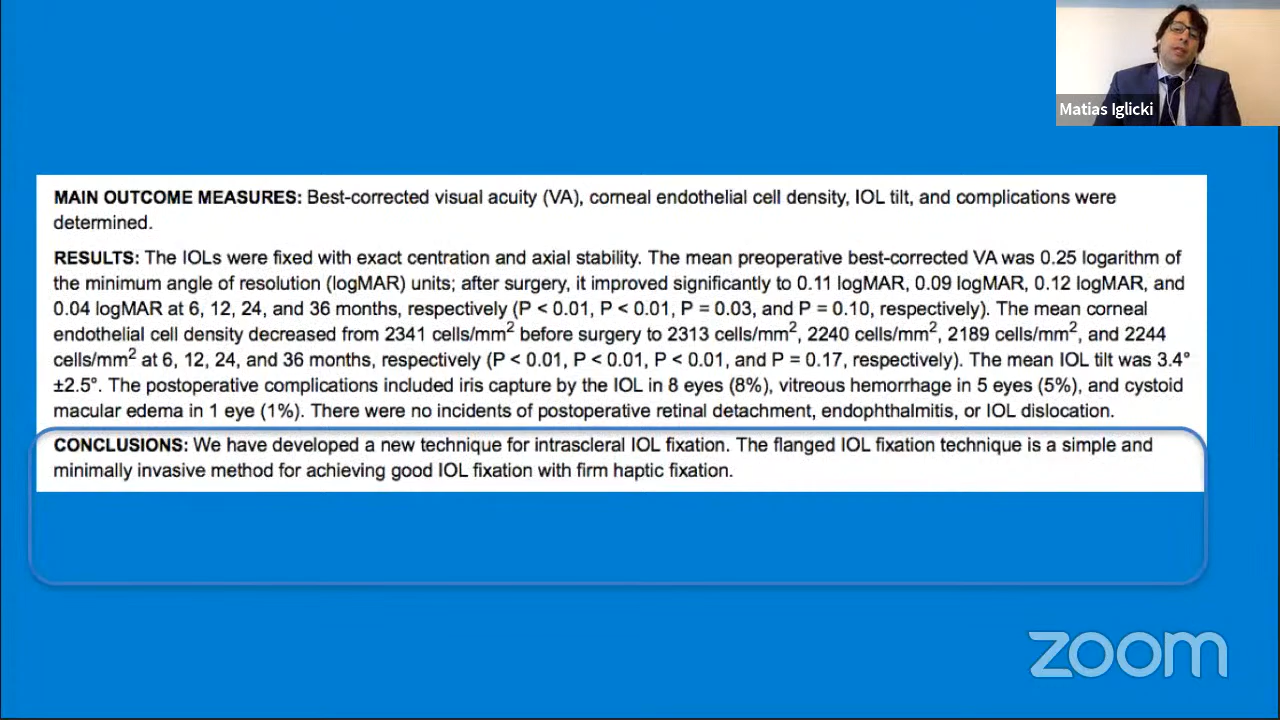 Matias Iglicki
MAIN OUTCOME MEASURES: Best-corrected visual acuity (VA), corneal endothelial cell density, IOL tilt, and complications were
determined.
RESULTS: The IOLs were fixed with exact centration and axial stability. The mean preoperative best-corrected VA was 0.25 logarithm of
the minimum angle of resolution (logMAR) units; after surgery, it improved significantly to 0.11 logMAR, 0.09 logMAR, 0.12 logMAR, and
0.04 logMAR at 6, 12, 24, and 36 months, respectively (P < 0.01, P < 0.01, P = 0.03, and P = 0.10, respectively). The mean corneal
endothelial cell density decreased from 2341 cells/mm² before surgery to 2313 cells/mm², 2240 cells/mm², 2189 cells/mm², and 2244
cells/mm² at 6, 12, 24, and 36 months, respectively (P < 0.01, P < 0.01, P < 0.01, and P = 0.17, respectively). The mean IOL tilt was 3.4°
±2.5°. The postoperative complications included iris capture by the IOL in 8 eyes (8%), vitreous hemorrhage in 5 eyes (5%), and cystoid
macular edema in 1 eye (1%). There were no incidents of postoperative retinal detachment, endophthalmitis, or IOL dislocation.
CONCLUSIONS: We have developed a new technique for intrascleral IOL fixation. The flanged IOL fixation technique is a simple and
minimally invasive method for achieving good IOL fixation with firm haptic fixation.
zoom